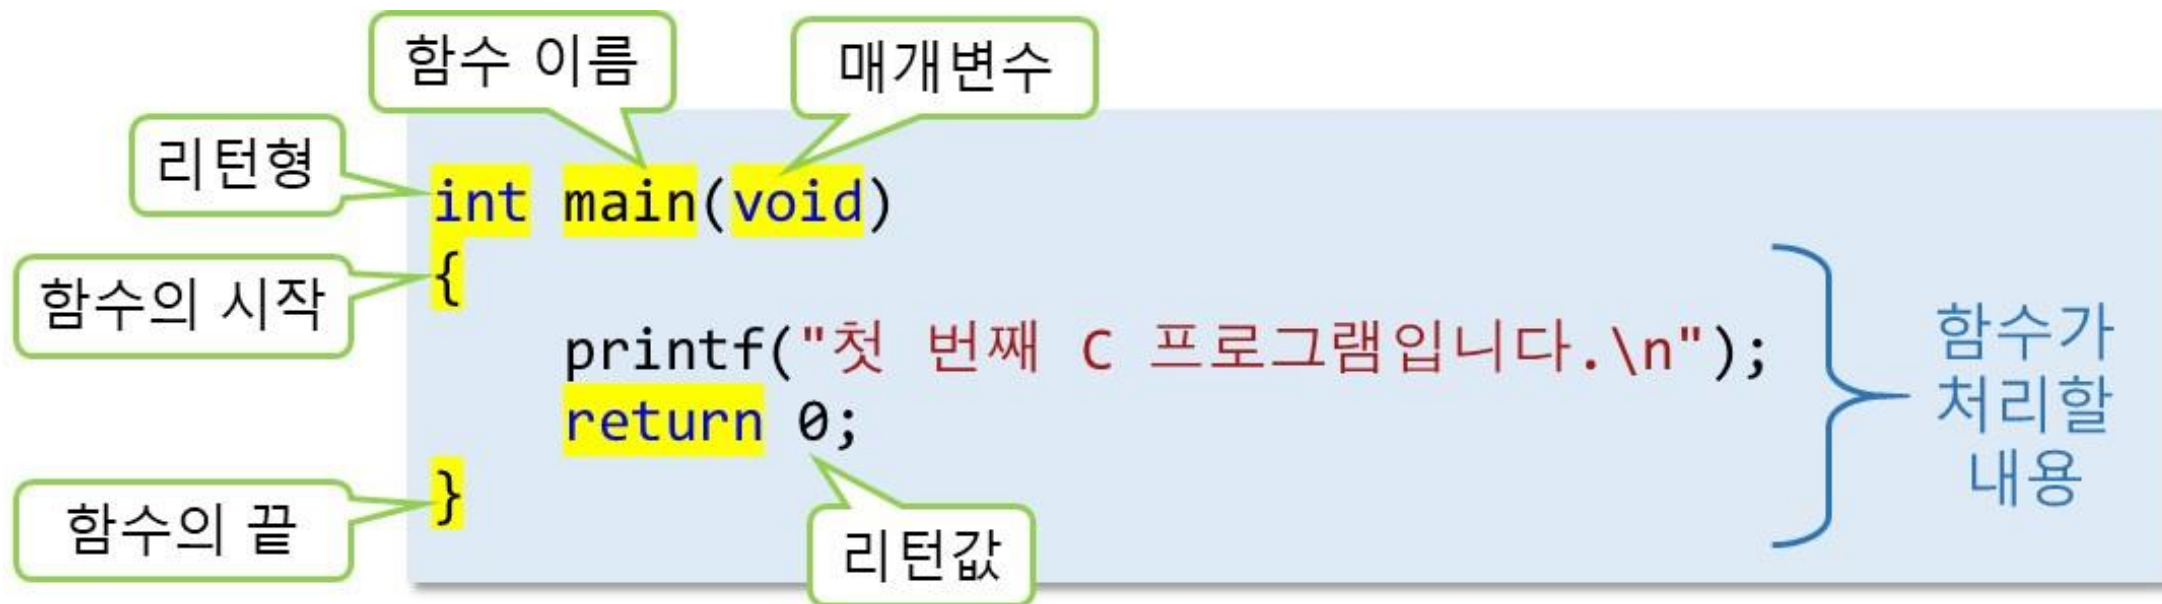 함수 이름
매개변수
리턴형
int main(void)
함수의 시작
{
printf("첫 번째 C 프로그램입니다.\n");
return 0;
함수가
처리할
내용
함수의 끝
}
리턴값